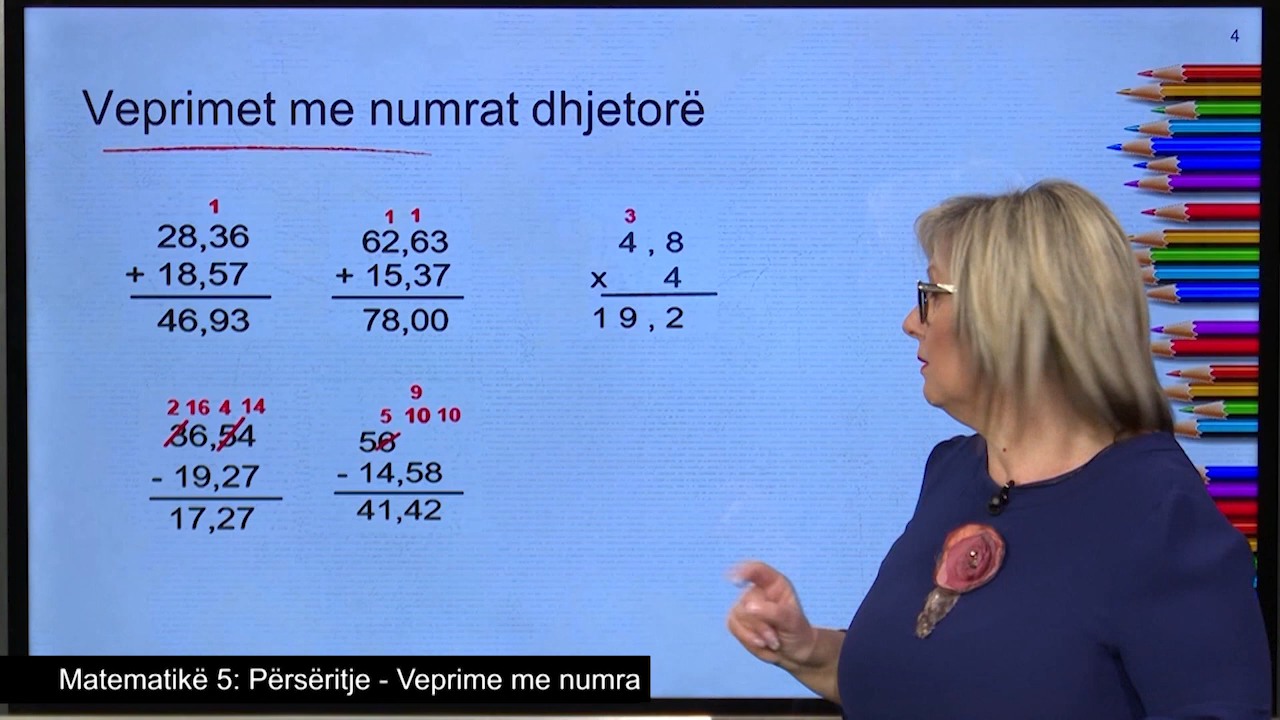 4
Veprimet me numrat dhjetorë
1
28,36
+ 18,57
46,93
1 1
62,63
+ 15,37
78,00
3
4 , 8
x 4
1 9 , 2
2 16 4 14
36,54
- 19,27
17,27
9
5 10 10
56
- 14,58
41,42
Matematikë 5: Përsëritje - Veprime me numra